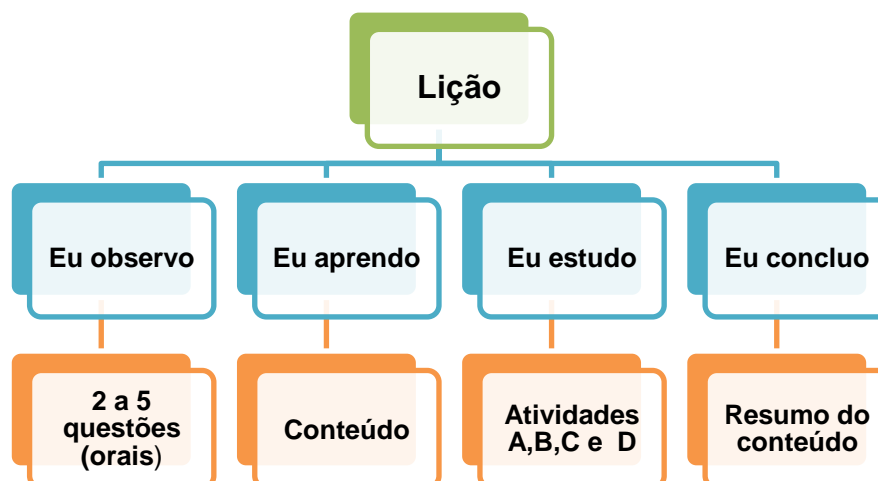 Lição
Eu observo
Eu aprendo
Eu estudo
Eu concluo
2 a 5
questões
(orais)
Conteúdo
Atividades
A,B,C e  D
Resumo do
conteúdo